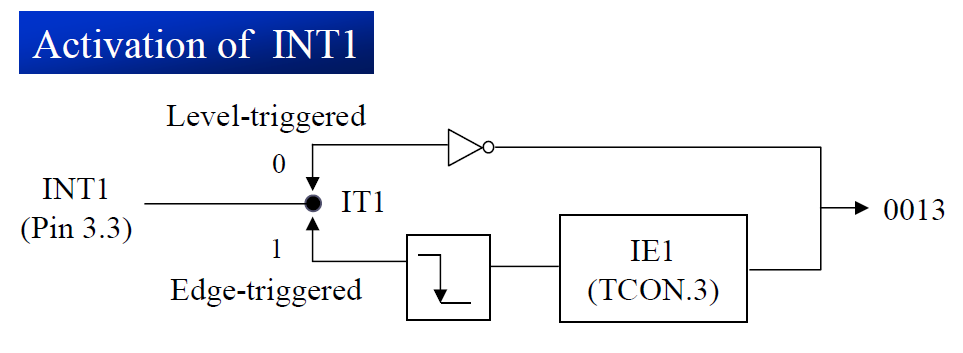 Activation of INT1
Level-triggered
0
INT1
(Pin 3.3)
IT1
0013
1
Edge-triggered
IE1
(TCON.3)